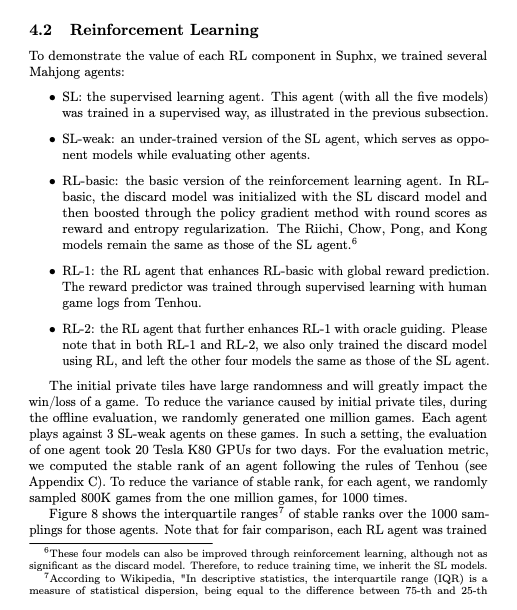 4.2 Reinforcement Learning
To demonstrate the value of each RL component in Suphx, we trained several
Mahjong agents:
• SL: the supervised learning agent. This agent (with all the five models)
was trained in a supervised way, as illustrated in the previous subsection.
• SL-weak: an under-trained version of the SL agent, which serves as oppo-
nent models while evaluating other agents.
• RL-basic: the basic version of the reinforcement learning agent. In RL-
basic, the discard model was initialized with the SL discard model and
then boosted through the policy gradient method with round scores as
reward and entropy regularization. The Riichi, Chow, Pong, and Kong
models remain the same as those of the SL agent.⁶
• RL-1: the RL agent that enhances RL-basic with global reward prediction.
The reward predictor was trained through supervised learning with human
game logs from Tenhou.
• RL-2: the RL agent that further enhances RL-1 with oracle guiding. Please
note that in both RL-1 and RL-2, we also only trained the discard model
using RL, and left the other four models the same as those of the SL agent.
The initial private tiles have large randomness and will greatly impact the
win/loss of a game. To reduce the variance caused by initial private tiles, during
the offline evaluation, we randomly generated one million games. Each agent
plays against 3 SL-weak agents on these games. In such a setting, the evaluation
of one agent took 20 Tesla K80 GPUs for two days. For the evaluation metric,
we computed the stable rank of an agent following the rules of Tenhou (see
Appendix C). To reduce the variance of stable rank, for each agent, we randomly
sampled 800K games from the one million games, for 1000 times.
Figure 8 shows the interquartile ranges⁷ of stable ranks over the 1000 sam-
plings for those agents. Note that for fair comparison, each RL agent was trained
⁶These four models can also be improved through reinforcement learning, although not as
significant as the discard model. Therefore, to reduce training time, we inherit the SL models.
⁷According to Wikipedia, "In descriptive statistics, the interquartile range (IQR) is a
measure of statistical dispersion, being equal to the difference between 75-th and 25-th